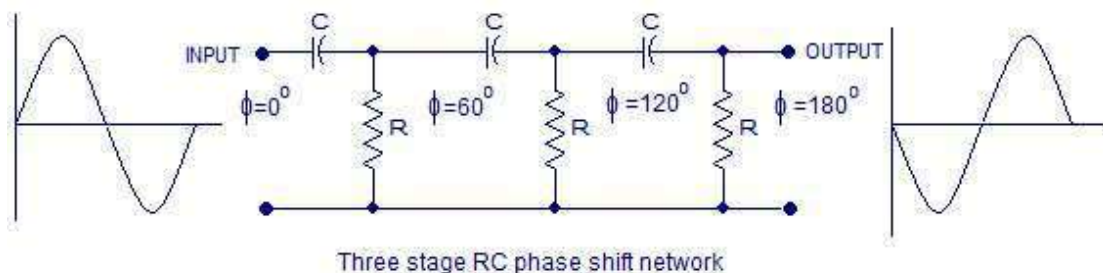 C C C
INPUT OUTPUT
ϕ=0° ϕ=60° ϕ=120° ϕ=180°
R R R
Three stage RC phase shift network